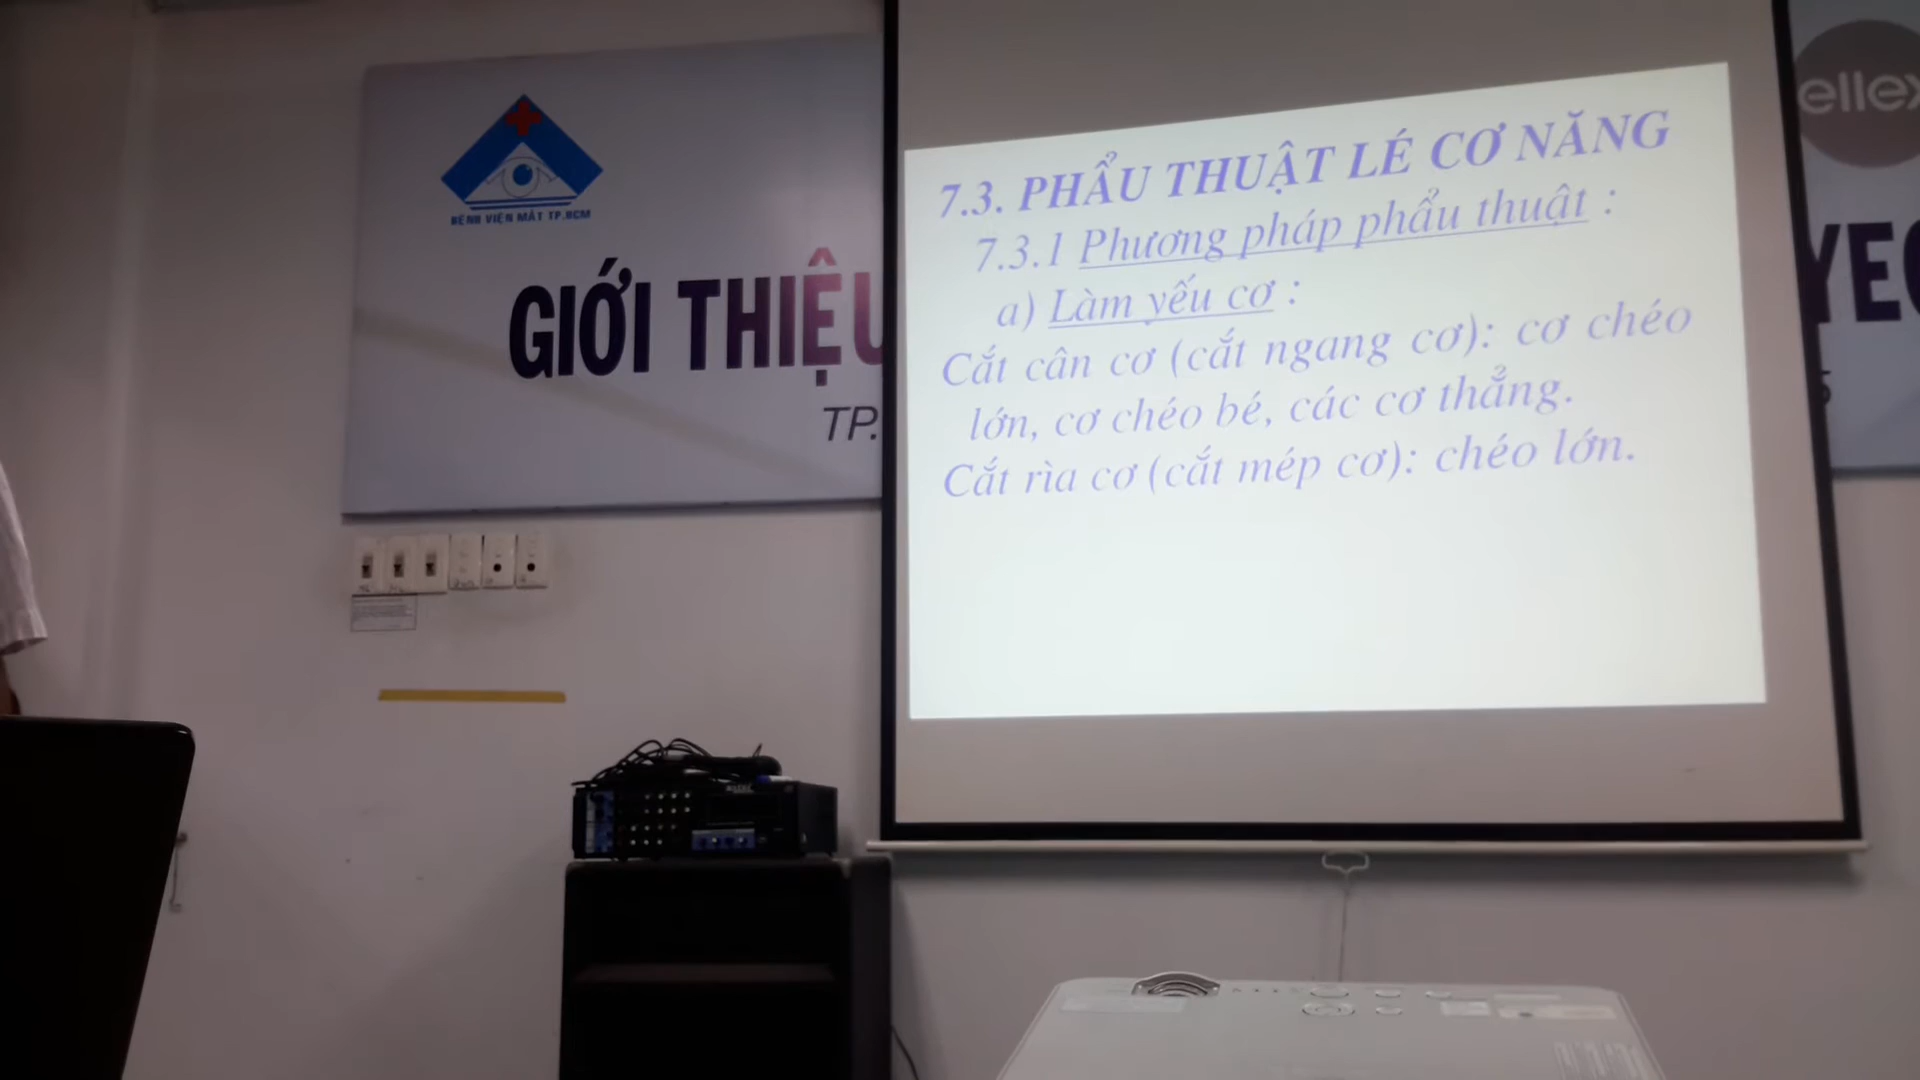 BỆNH VIỆN MẮT TP.HCM
GIỚI THIỆU
TP.
ellex
7.3. PHẨU THUẬT LÉ CƠ NĂNG
7.3.1 Phương pháp phẩu thuật :
a) Làm yếu cơ :
Cắt cân cơ (cắt ngang cơ): cơ chéo
lớn, cơ chéo bé, các cơ thẳng.
Cắt rìa cơ (cắt mép cơ): chéo lớn.